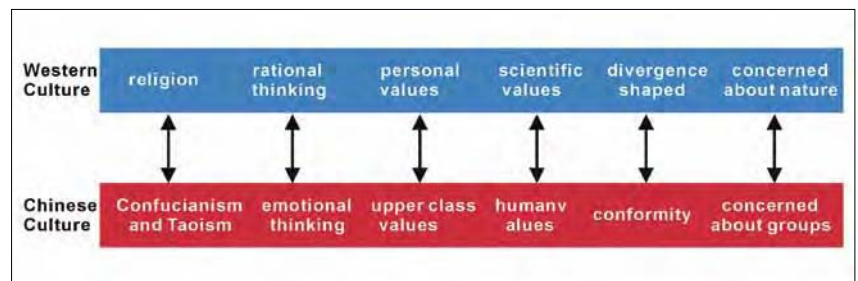 Western
Culture
religion
rational
thinking
personal
values
scientific
values
divergence
shaped
concerned
about nature
Chinese
Culture
Confucianism
and Taoism
emotional
thinking
upper class
values
humanv
alues
conformity
concerned
about groups